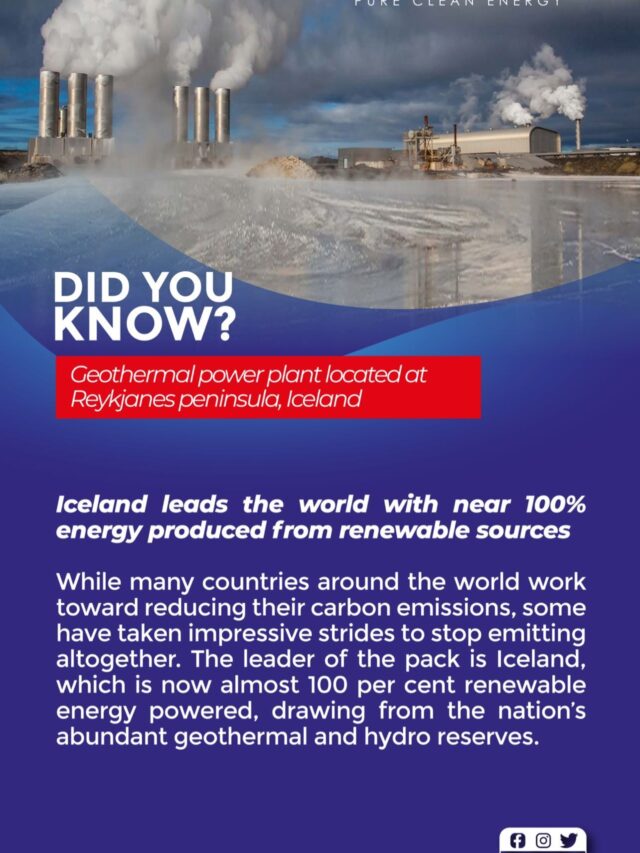 PURE CLEAN ENERGY
DID YOU
KNOW?
Geothermal power plant located at
Reykjanes peninsula, Iceland
Iceland leads the world with near 100%
energy produced from renewable sources
While many countries around the world work
toward reducing their carbon emissions, some
have taken impressive strides to stop emitting
altogether. The leader of the pack is Iceland,
which is now almost 100 per cent renewable
energy powered, drawing from the nation's
abundant geothermal and hydro reserves.